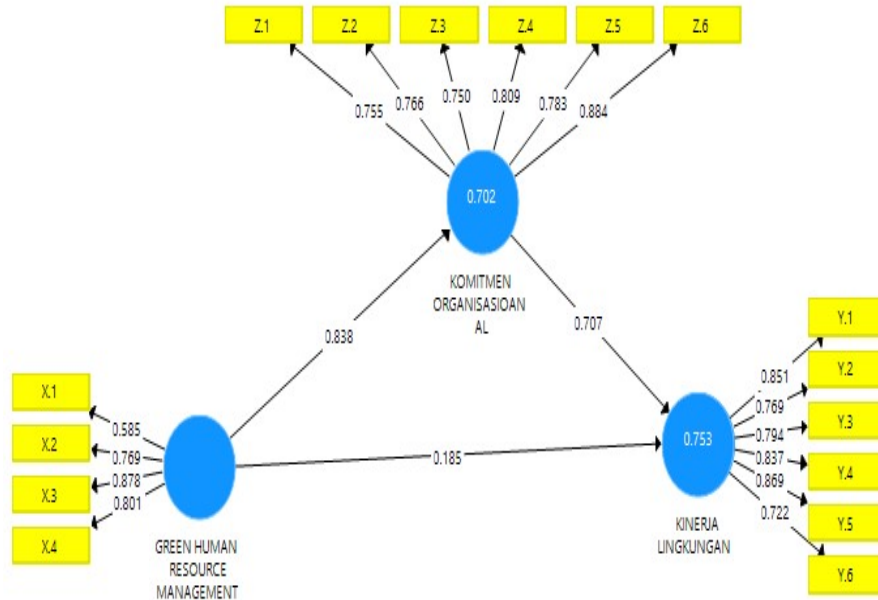 Z.1
Z.2
Z.3
Z.4
Z.5
Z.6
0.755
0.766
0.750
0.809
0.783
0.884
0.702
KOMITMEN
ORGANISASIOAN
AL
0.838
0.707
0.185
X.1
X.2
X.3
X.4
0.585
0.769
0.878
0.801
GREEN HUMAN
RESOURCE
MANAGEMENT
0.753
KINERJA
LINGKUNGAN
0.851
0.769
0.794
0.837
0.869
0.722
Y.1
Y.2
Y.3
Y.4
Y.5
Y.6